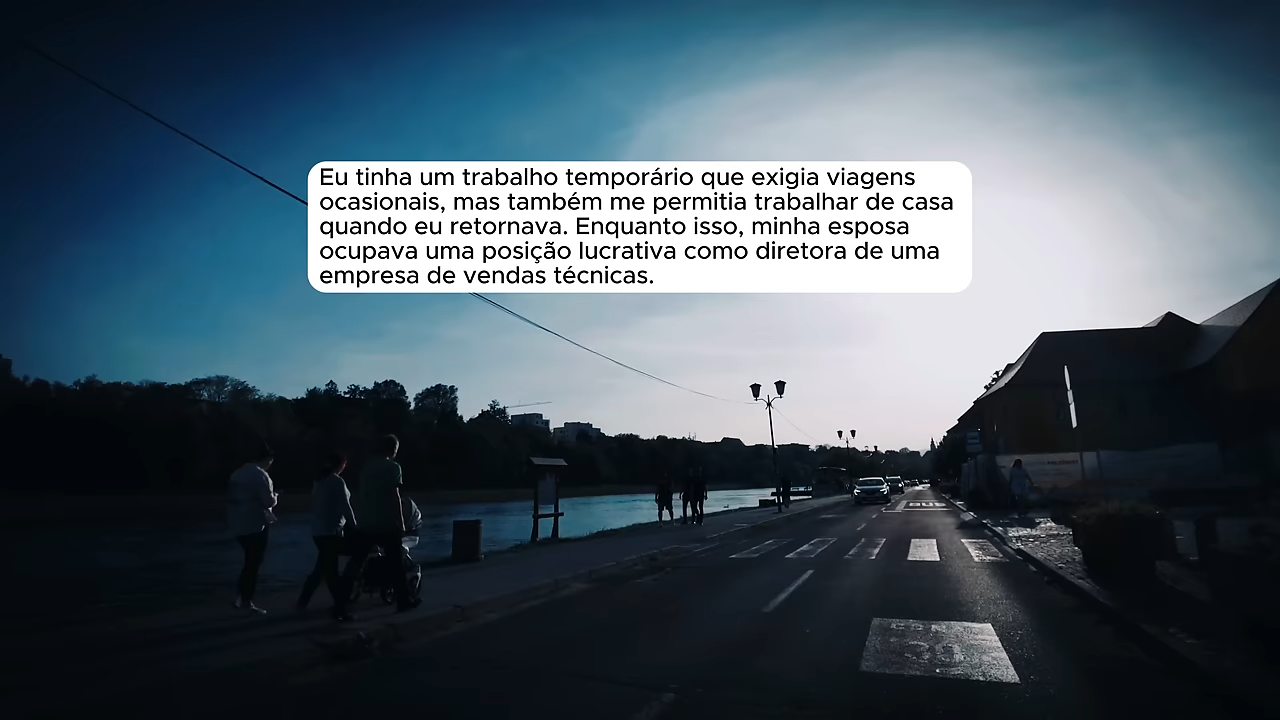 Eu tinha um trabalho temporário que exigia viagens
ocasionais, mas também me permitia trabalhar de casa
quando eu retornava. Enquanto isso, minha esposa
ocupava uma posição lucrativa como diretora de uma
empresa de vendas técnicas.
BUS